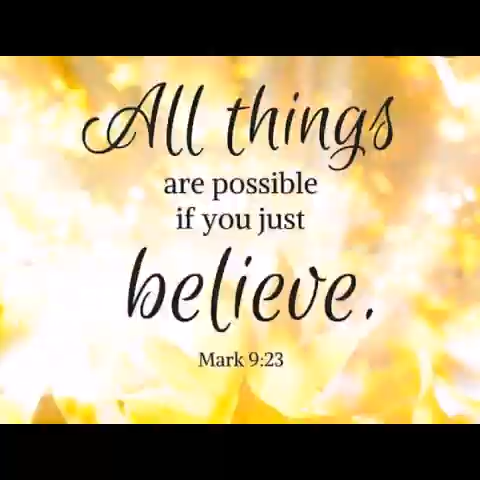 All things
are possible
if you just
believe.
Mark 9:23